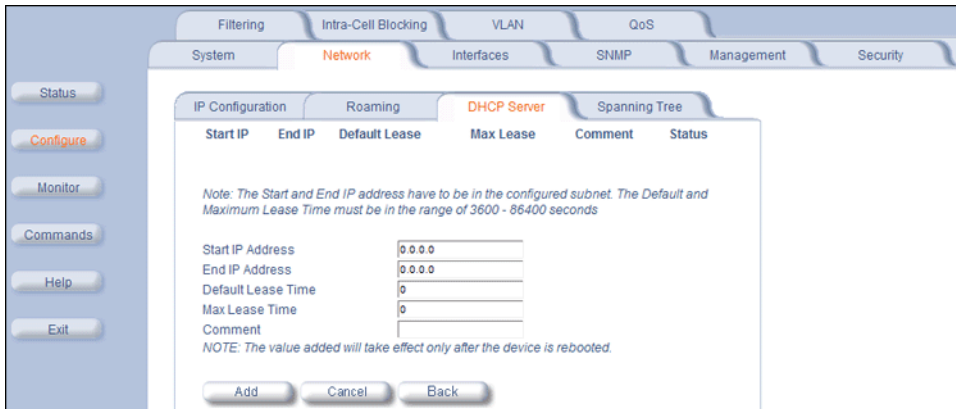 Filtering Intra-Cell Blocking VLAN QoS
System Network Interfaces SNMP Management Security
Status
Configure
Monitor
Commands
Help
Exit
IP Configuration Roaming DHCP Server Spanning Tree
Start IP End IP Default Lease Max Lease Comment Status
Note: The Start and End IP address have to be in the configured subnet. The Default and
Maximum Lease Time must be in the range of 3600 - 86400 seconds
Start IP Address 0.0.0.0
End IP Address 0.0.0.0
Default Lease Time 0
Max Lease Time 0
Comment
NOTE: The value added will take effect only after the device is rebooted.
Add Cancel Back